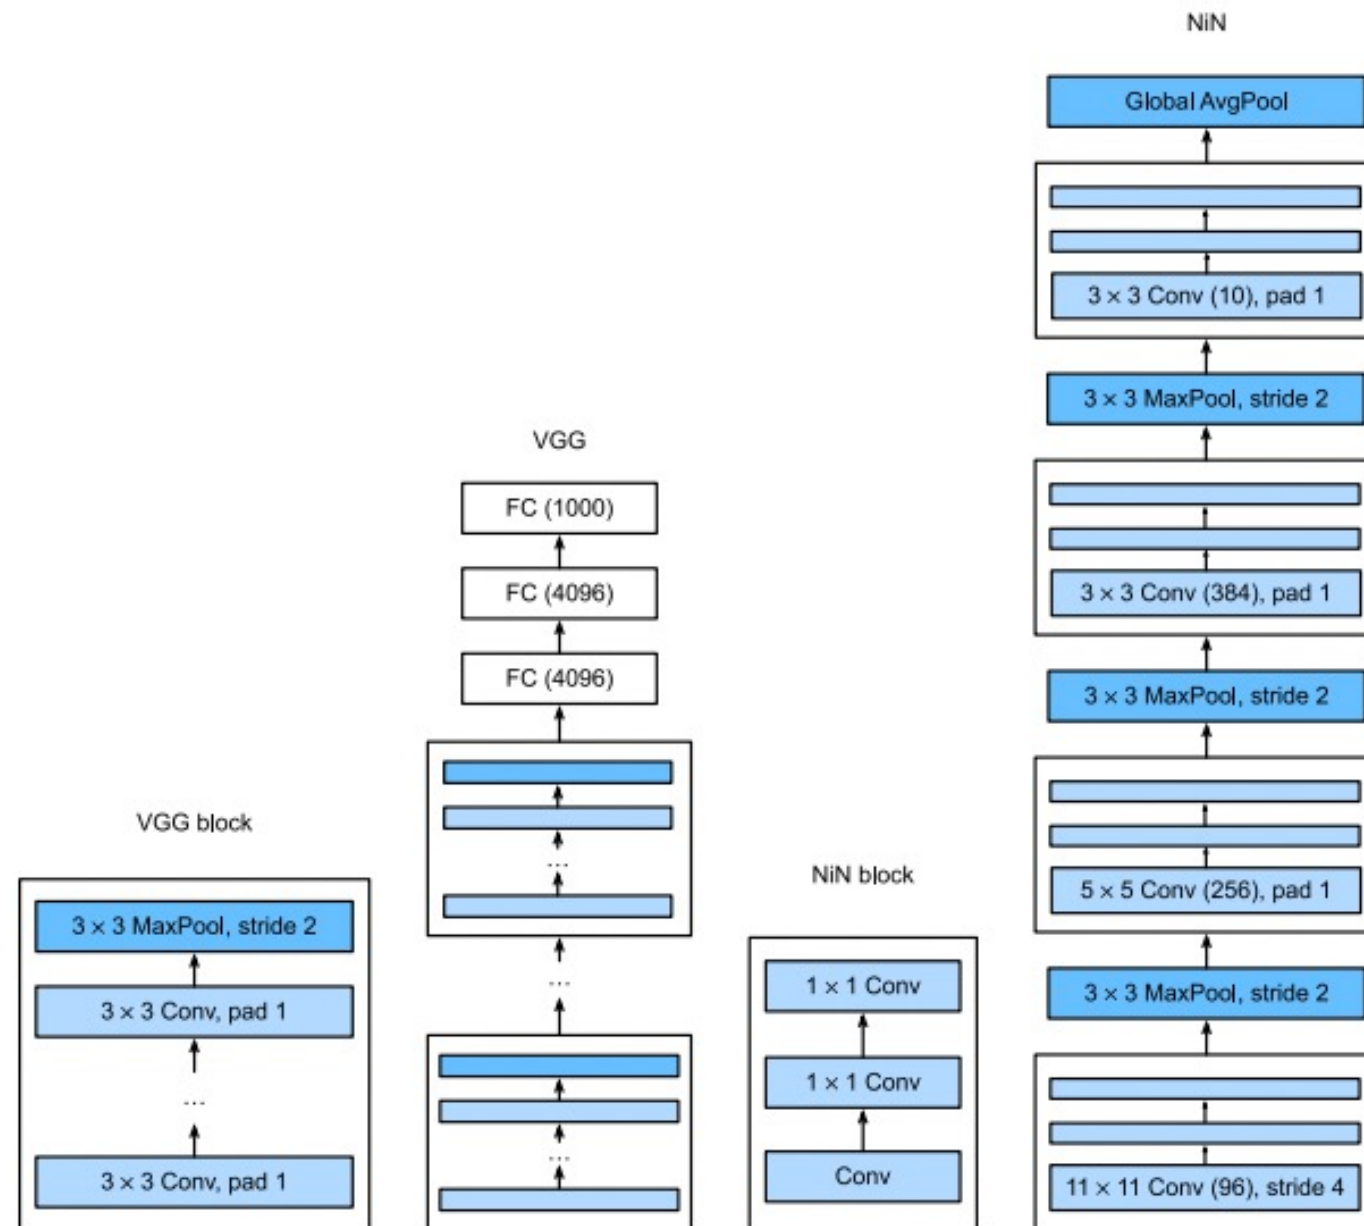 VGG block
3 × 3 MaxPool, stride 2
3 × 3 Conv, pad 1
...
3 × 3 Conv, pad 1
VGG
FC (1000)
FC (4096)
FC (4096)
...
...
...
NiN block
1 × 1 Conv
1 × 1 Conv
Conv
NiN
Global AvgPool
3 × 3 Conv (10), pad 1
3 × 3 MaxPool, stride 2
3 × 3 Conv (384), pad 1
3 × 3 MaxPool, stride 2
5 × 5 Conv (256), pad 1
3 × 3 MaxPool, stride 2
11 × 11 Conv (96), stride 4